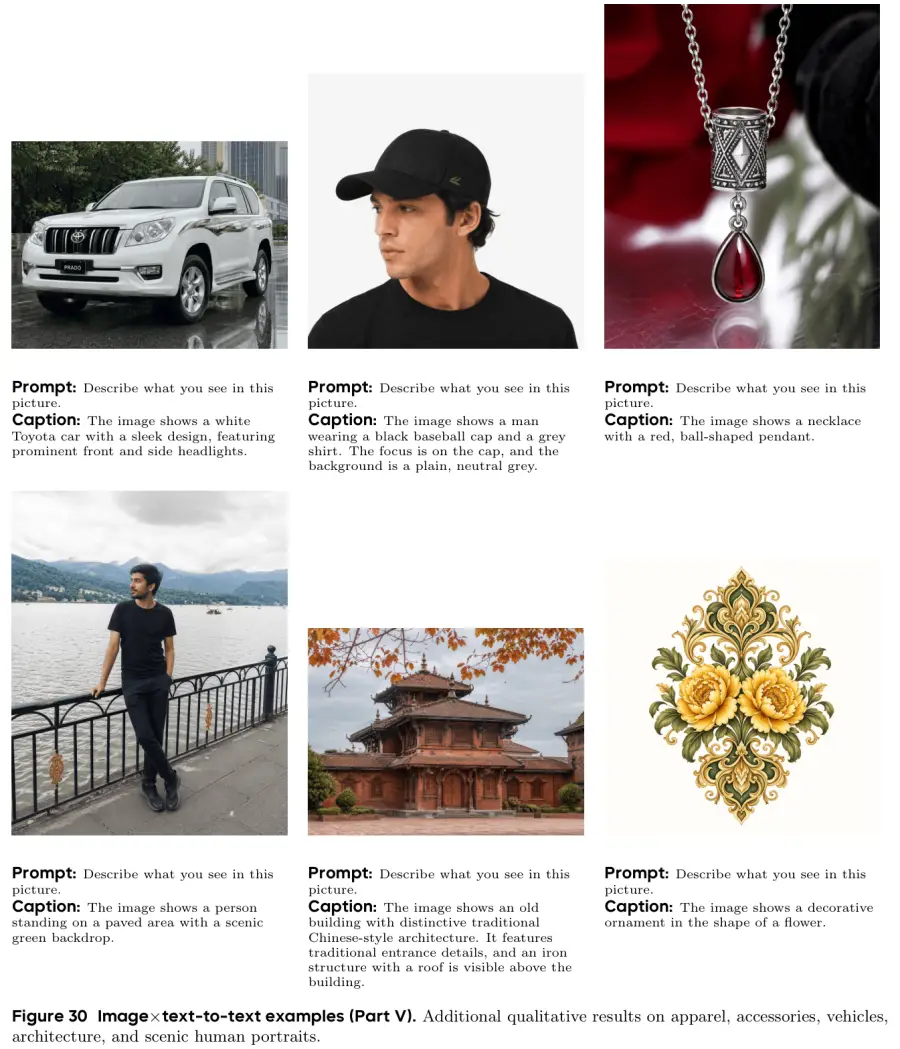 PRADO
Prompt: Describe what you see in this
picture.
Caption: The image shows a white
Toyota car with a sleek design, featuring
prominent front and side headlights.
Prompt: Describe what you see in this
picture.
Caption: The image shows a man
wearing a black baseball cap and a grey
shirt. The focus is on the cap, and the
background is a plain, neutral grey.
Prompt: Describe what you see in this
picture.
Caption: The image shows a necklace
with a red, ball-shaped pendant.
Prompt: Describe what you see in this
picture.
Caption: The image shows a person
standing on a paved area with a scenic
green backdrop.
Prompt: Describe what you see in this
picture.
Caption: The image shows an old
building with distinctive traditional
Chinese-style architecture. It features
traditional entrance details, and an iron
structure with a roof is visible above the
building.
Prompt: Describe what you see in this
picture.
Caption: The image shows a decorative
ornament in the shape of a flower.
Figure 30 Image×text-to-text examples (Part V). Additional qualitative results on apparel, accessories, vehicles,
architecture, and scenic human portraits.